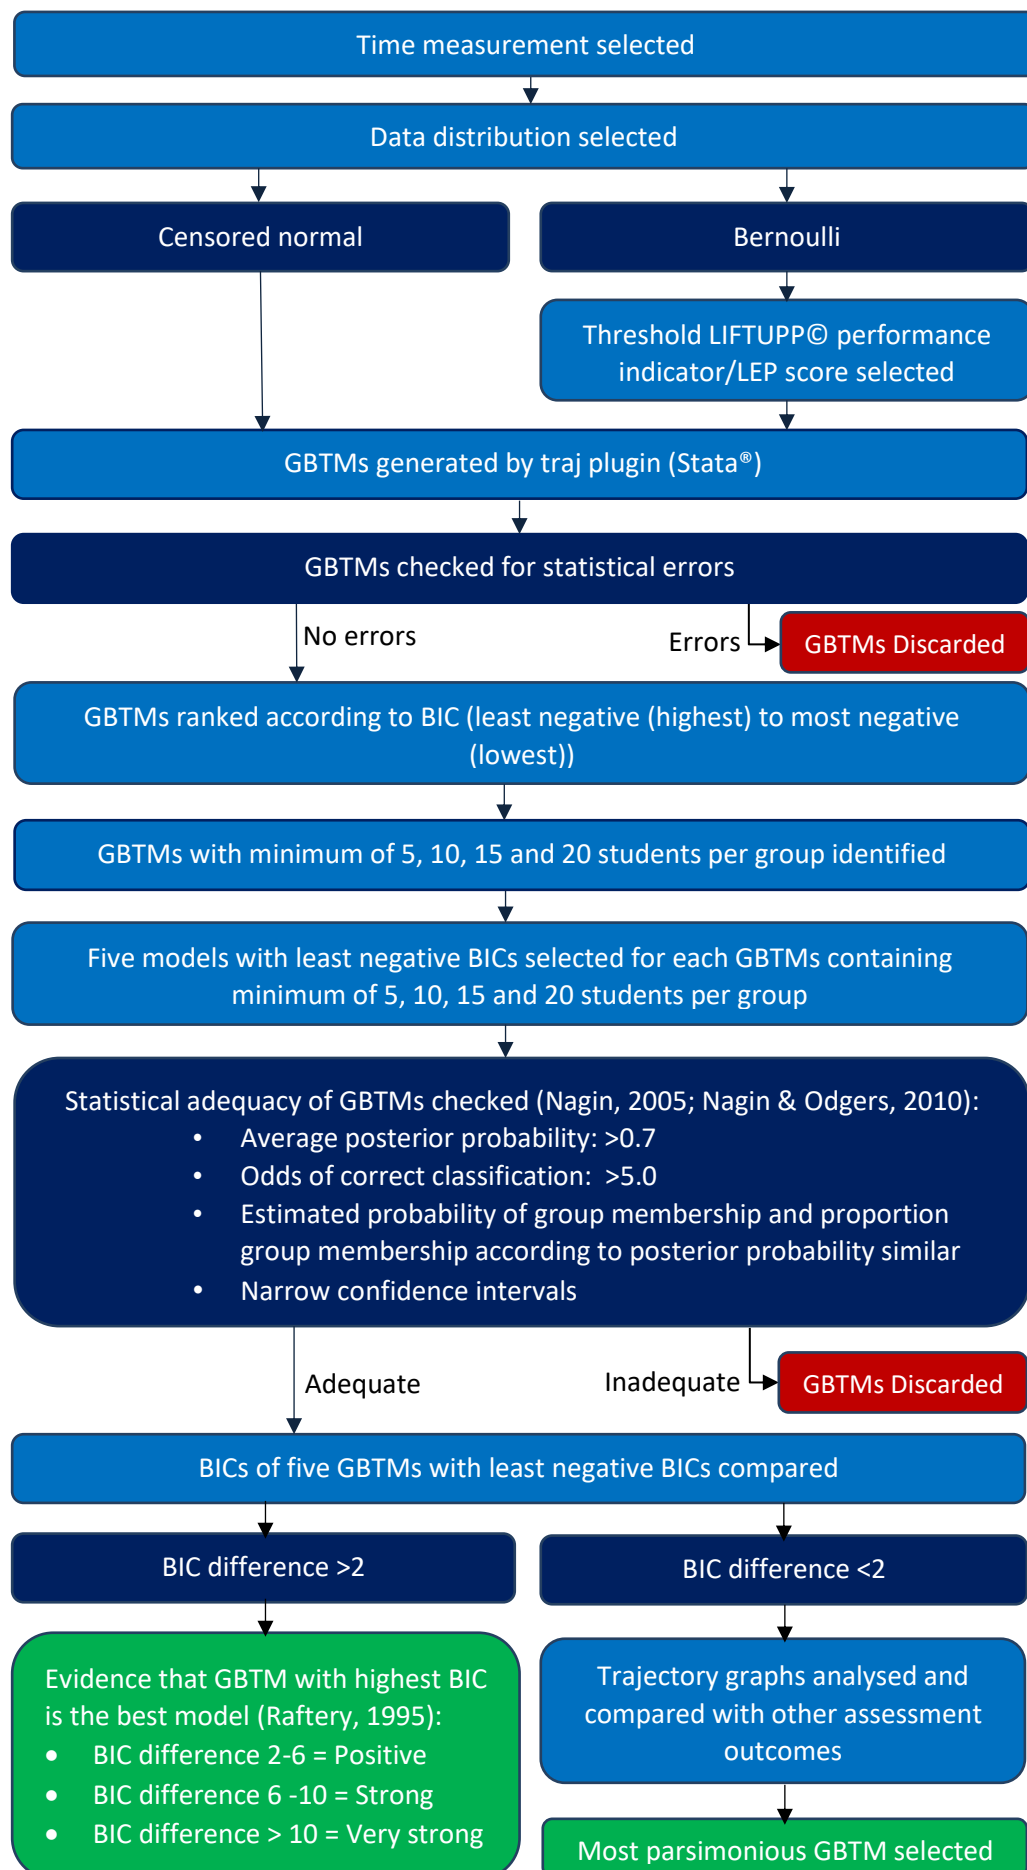 Time measurement selected
Data distribution selected
Censored normal
Bernoulli
Threshold LIFTUPP© performance
indicator/LEP score selected
GBTMs generated by traj plugin (Stata®)
GBTMs checked for statistical errors
No errors
Errors
GBTMs Discarded
GBTMs ranked according to BIC (least negative (highest) to most negative
(lowest))
GBTMs with minimum of 5, 10, 15 and 20 students per group identified
Five models with least negative BICs selected for each GBTMs containing
minimum of 5, 10, 15 and 20 students per group
Statistical adequacy of GBTMs checked (Nagin, 2005; Nagin & Odgers, 2010):
• Average posterior probability: >0.7
• Odds of correct classification: >5.0
• Estimated probability of group membership and proportion
group membership according to posterior probability similar
• Narrow confidence intervals
Adequate
Inadequate
GBTMs Discarded
BICs of five GBTMs with least negative BICs compared
BIC difference >2
BIC difference <2
Evidence that GBTM with highest BIC
is the best model (Raftery, 1995):
• BIC difference 2-6 = Positive
• BIC difference 6 -10 = Strong
• BIC difference > 10 = Very strong
Trajectory graphs analysed and
compared with other assessment
outcomes
Most parsimonious GBTM selected